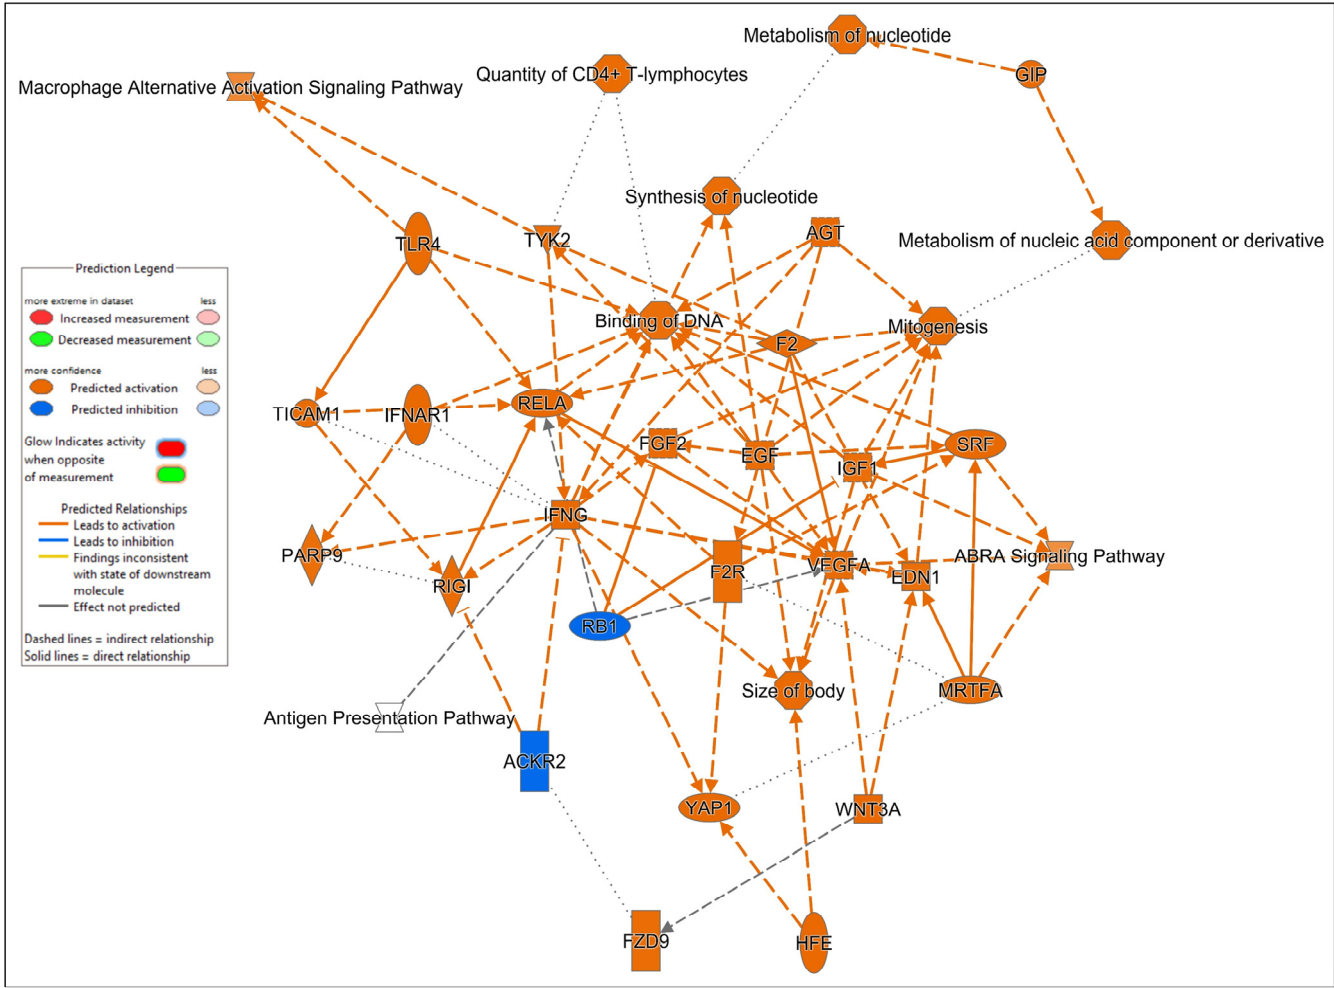 Metabolism of nucleotide
Quantity of CD4+ T-lymphocytes
GIP
Macrophage Alternative Activation Signaling Pathway
Synthesis of nucleotide
TLR4
TYK2
AGT
Metabolism of nucleic acid component or derivative
Prediction Legend
more extreme in dataset less
Increased measurement
Decreased measurement
more confidence less
Predicted activation
Predicted inhibition
Glow Indicates activity
when opposite
of measurement
Predicted Relationships
Leads to activation
Leads to inhibition
Findings inconsistent
with state of downstream
molecule
Effect not predicted
Dashed lines = indirect relationship
Solid lines = direct relationship
Binding of DNA
F2
Mitogenesis
TICAM1
IFNAR1
RELA
FGF2
EGF
IGF1
SRF
IFNG
PARP9
RIGI
F2R
VEGFA
EDN1
ABRA Signaling Pathway
RB1
Size of body
MRTFA
Antigen Presentation Pathway
ACKR2
YAP1
WNT3A
FZD9
HFE